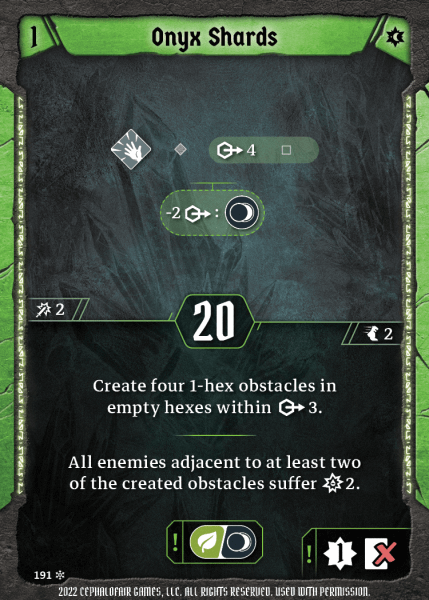 1
Onyx Shards
4
-2 :
2
20
2
Create four 1-hex obstacles in
empty hexes within 3.
All enemies adjacent to at least two
of the created obstacles suffer 2.
!
! 1
191
2022 CEPHALOFAIR GAMES, LLC. ALL RIGHTS RESERVED. USED WITH PERMISSION.